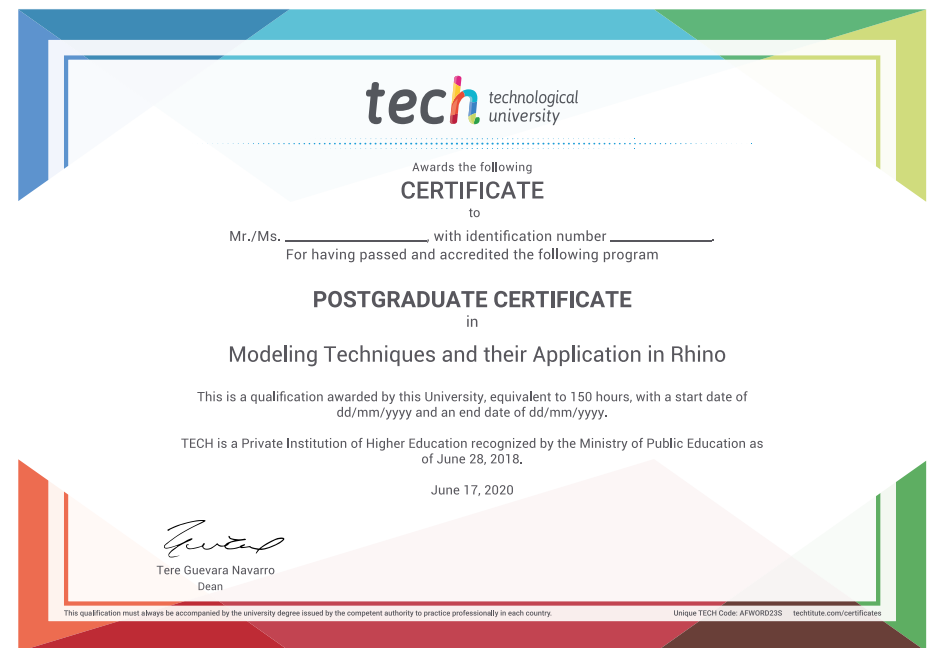 tech technological
university
Awards the following
CERTIFICATE
to
Mr./Ms. ____________, with identification number ____________.
For having passed and accredited the following program
POSTGRADUATE CERTIFICATE
in
Modeling Techniques and their Application in Rhino
This is a qualification awarded by this University, equivalent to 150 hours, with a start date of
dd/mm/yyyy and an end date of dd/mm/yyyy.
TECH is a Private Institution of Higher Education recognized by the Ministry of Public Education as
of June 28, 2018.
June 17, 2020
Tere Guevara Navarro
Dean
This qualification must always be accompanied by the university degree issued by the competent authority to practice professionally in each country. Unique TECH Code: AFWORD23S techtitute.com/certificates